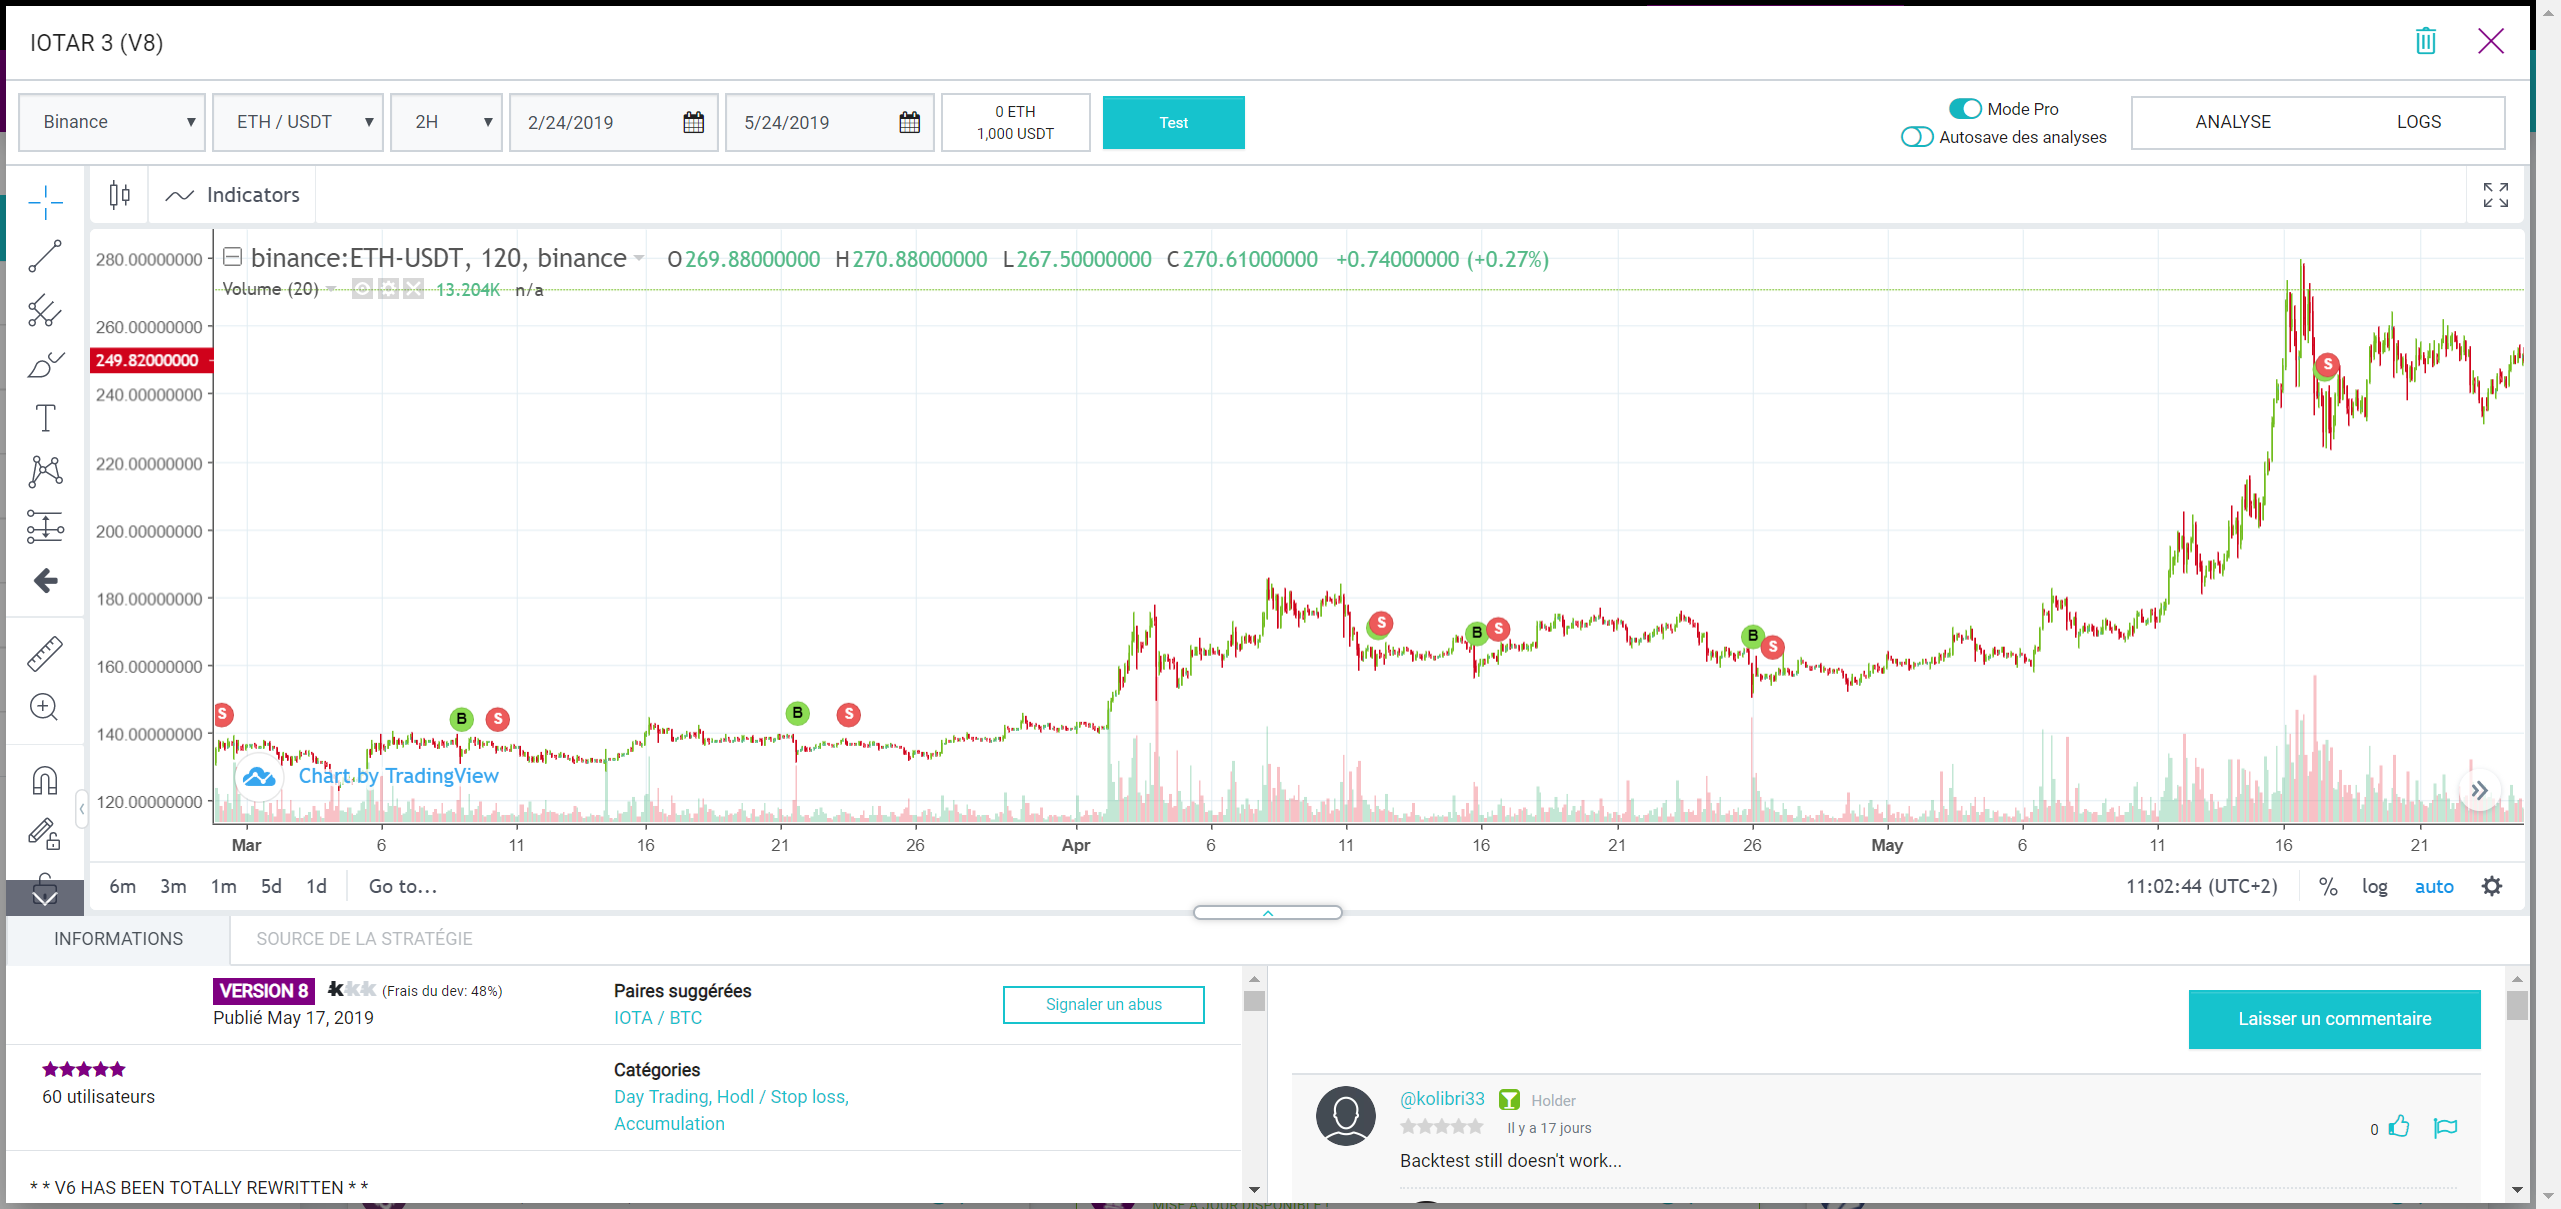 IOTAR 3 (V8)
Binance ▼ ETH / USDT ▼ 2H ▼ 2/24/2019 5/24/2019 0 ETH Test Mode Pro ANALYSE LOGS
1,000 USDT Autosave des analyses
Indicators
binance:ETH-USDT, 120, binance O269.88000000 H270.88000000 L267.50000000 C270.61000000 +0.74000000 (+0.27%)
Volume (20) 13.204K n/a
280.00000000
260.00000000
249.82000000
240.00000000
220.00000000
200.00000000
180.00000000
160.00000000
140.00000000
120.00000000
S B S B S S B S B S S
Chart by TradingView
Mar 6 11 16 21 26 Apr 6 11 16 21 26 May 6 11 16 21
6m 3m 1m 5d 1d Go to... 11:02:44 (UTC+2) % log auto
INFORMATIONS SOURCE DE LA STRATÉGIE
VERSION 8 kkk (Frais du dev: 48%)
Publié May 17, 2019
Paires suggérées
IOTA / BTC
Signaler un abus
60 utilisateurs
Catégories
Day Trading, Hodl / Stop loss,
Accumulation
* * V6 HAS BEEN TOTALLY REWRITTEN * *
Laisser un commentaire
@kolibri33 Holder
Il y a 17 jours
0
Backtest still doesn't work...
MISE À JOUR DISPONIBLE !